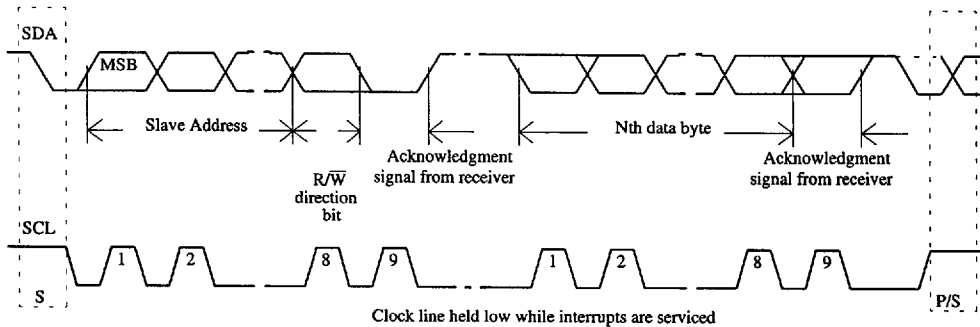 SDA
MSB
Slave Address
R/W̅
direction
bit
Acknowledgment
signal from receiver
Nth data byte
Acknowledgment
signal from receiver
SCL
1
2
8
9
1
2
8
9
S
P/S
Clock line held low while interrupts are serviced